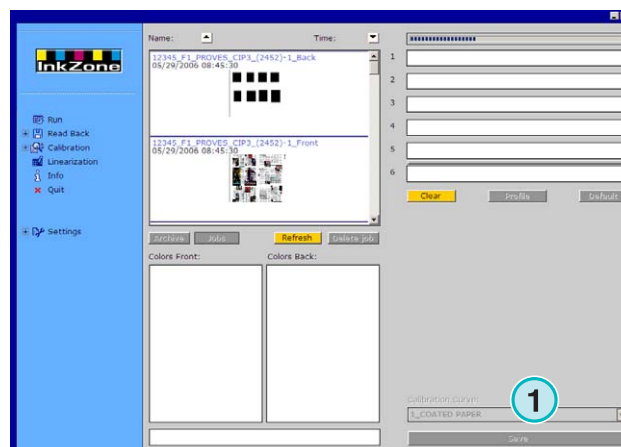 InkZone
Run
Read Back
Calibration
Linearization
Info
Quit
Settings
Name:
Time:
12345_F1_PROVES_CIP3_(2452)-1_Back
05/29/2006 08:45:30
12345_F1_PROVES_CIP3_(2452)-1_Front
05/29/2006 08:45:30
Archive
Jobs
Refresh
Delete job
Colors Front:
Colors Back:
1
2
3
4
5
6
Clear
Profile
Default
Calibration Curve:
1_COATED PAPER
1
Save